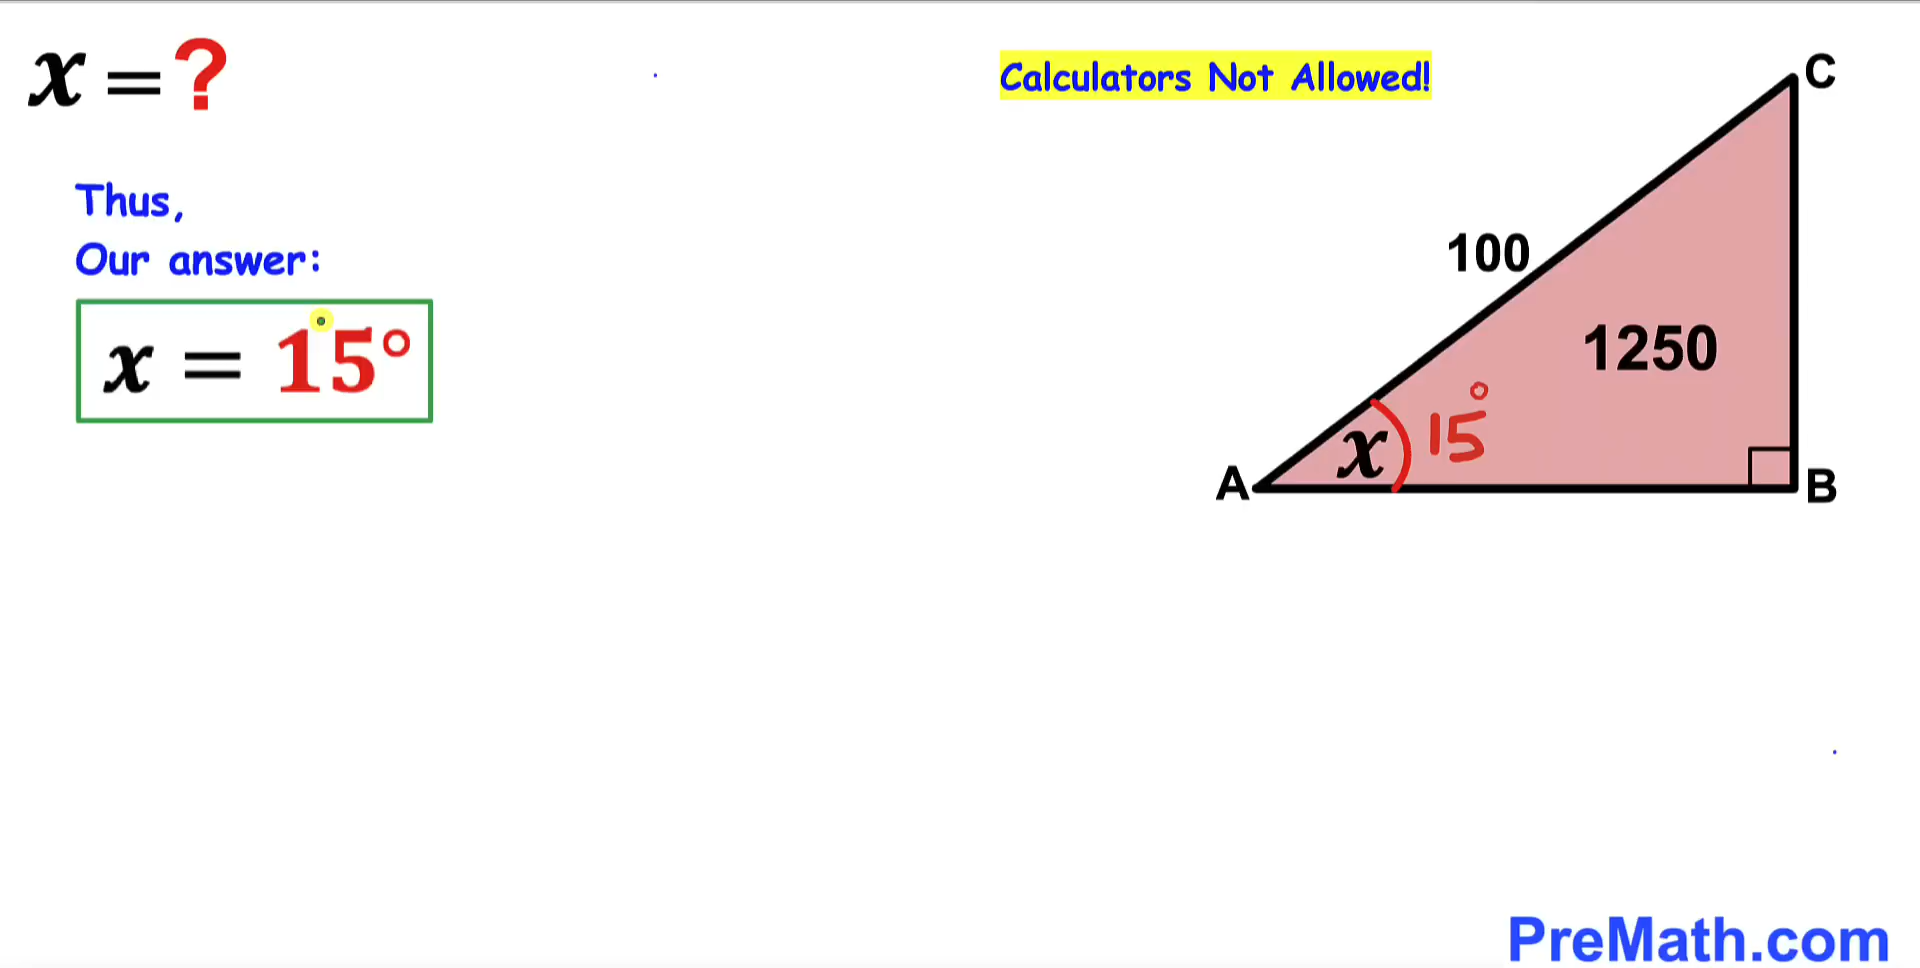 x = ?
Calculators Not Allowed!
C
Thus,
Our answer:
x = 15°
100
1250
x
15°
A
B
PreMath.com